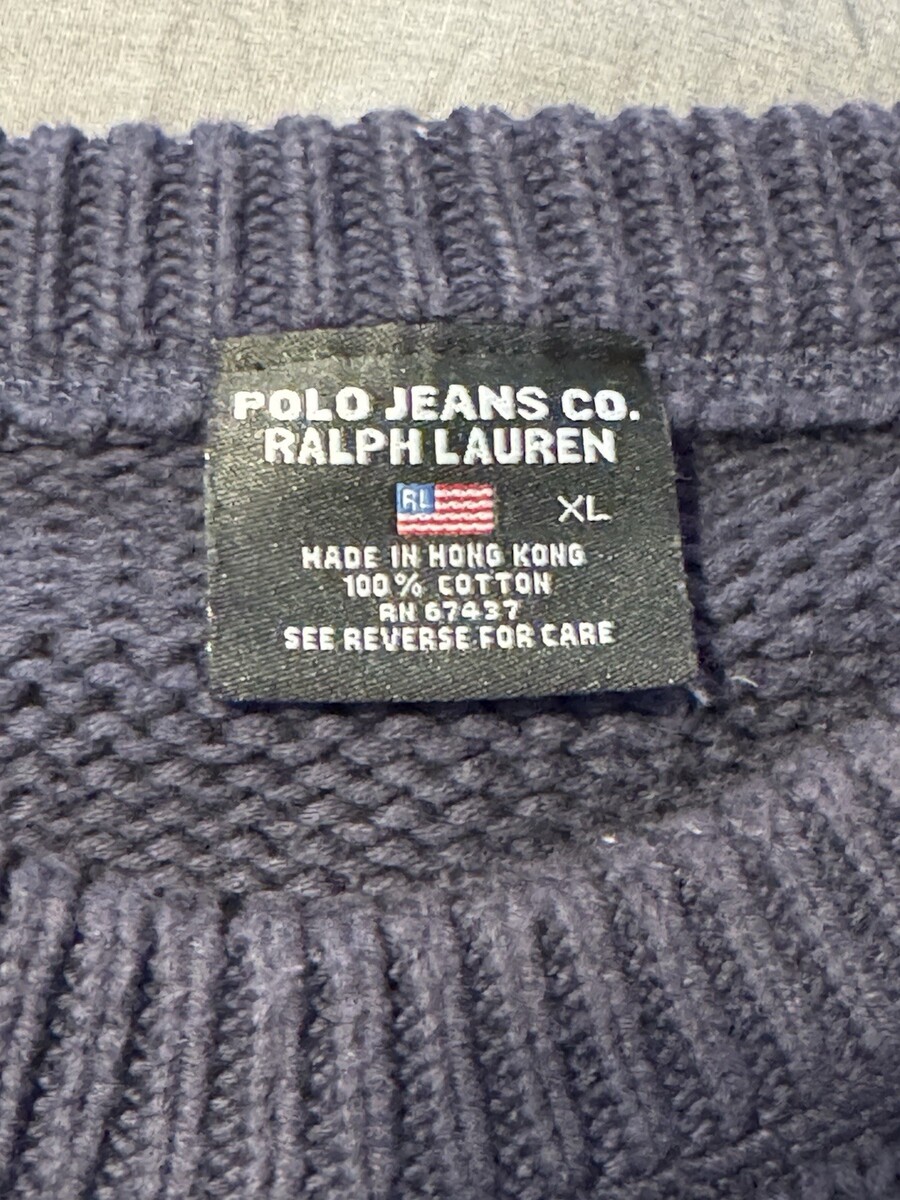 POLO JEANS CO.
RALPH LAUREN
RL
XL
MADE IN HONG KONG
100% COTTON
RN 67437
SEE REVERSE FOR CARE